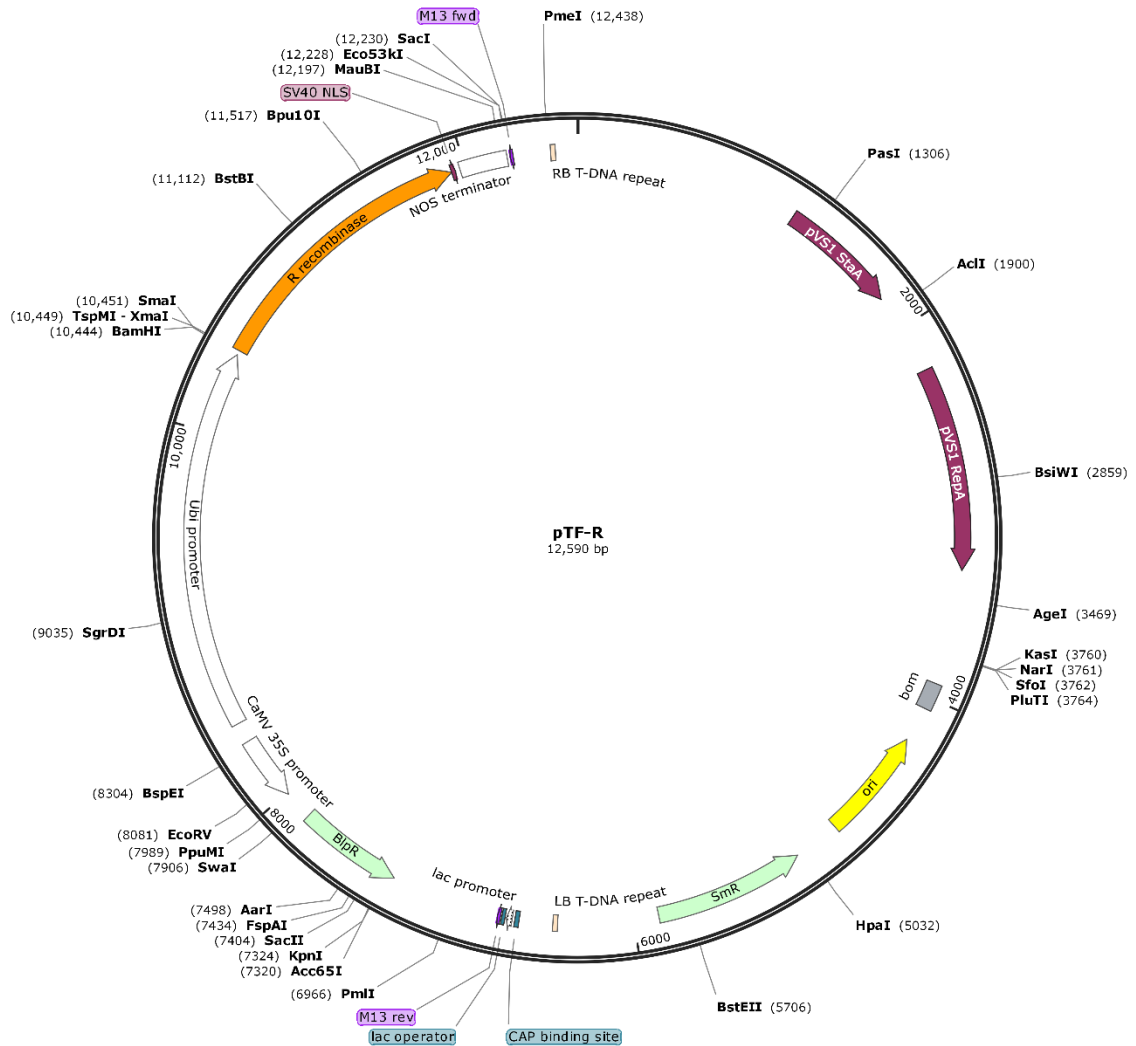 M13 fwd
PmeI (12,438)
(12,230) SacI
(12,228) Eco53kI
(12,197) MauBI
SV40 NLS
(11,517) Bpu10I
12,000
RB T-DNA repeat
NOS terminator
PasI (1306)
pVS1 StaA
(11,112) BstBI
R recombinase
AclI (1900)
2000
(10,451) SmaI
(10,449) TspMI - XmaI
(10,444) BamHI
10,000
pVS1 RepA
BsiWI (2859)
Ubi promoter
pTF-R
12,590 bp
AgeI (3469)
(9035) SgrDI
KasI (3760)
NarI (3761)
SfoI (3762)
PluTI (3764)
bom
4000
CaMV 35S promoter
(8304) BspEI
8000
ori
(8081) EcoRV
(7989) PpuMI
(7906) SwaI
BlpR
lac promoter
LB T-DNA repeat
SmR
(7498) AarI
(7434) FspAI
(7404) SacII
(7324) KpnI
(7320) Acc65I
HpaI (5032)
6000
(6966) PmlI
BstEII (5706)
M13 rev
lac operator
CAP binding site